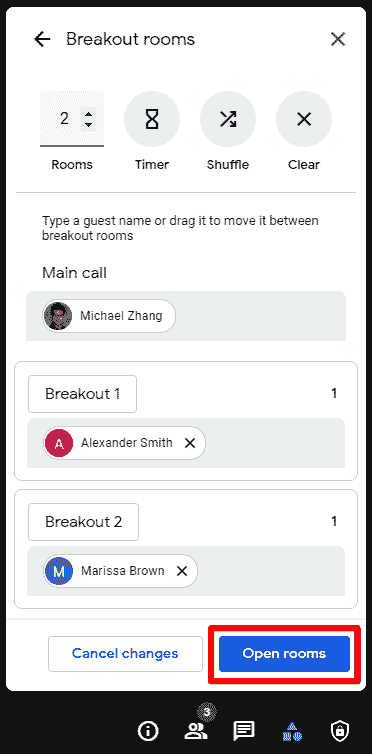 Breakout rooms
2
Rooms
Timer
Shuffle
Clear
Type a guest name or drag it to move it between
breakout rooms
Main call
Michael Zhang
Breakout 1
1
A
Alexander Smith
Breakout 2
1
M
Marissa Brown
Cancel changes
Open rooms
3